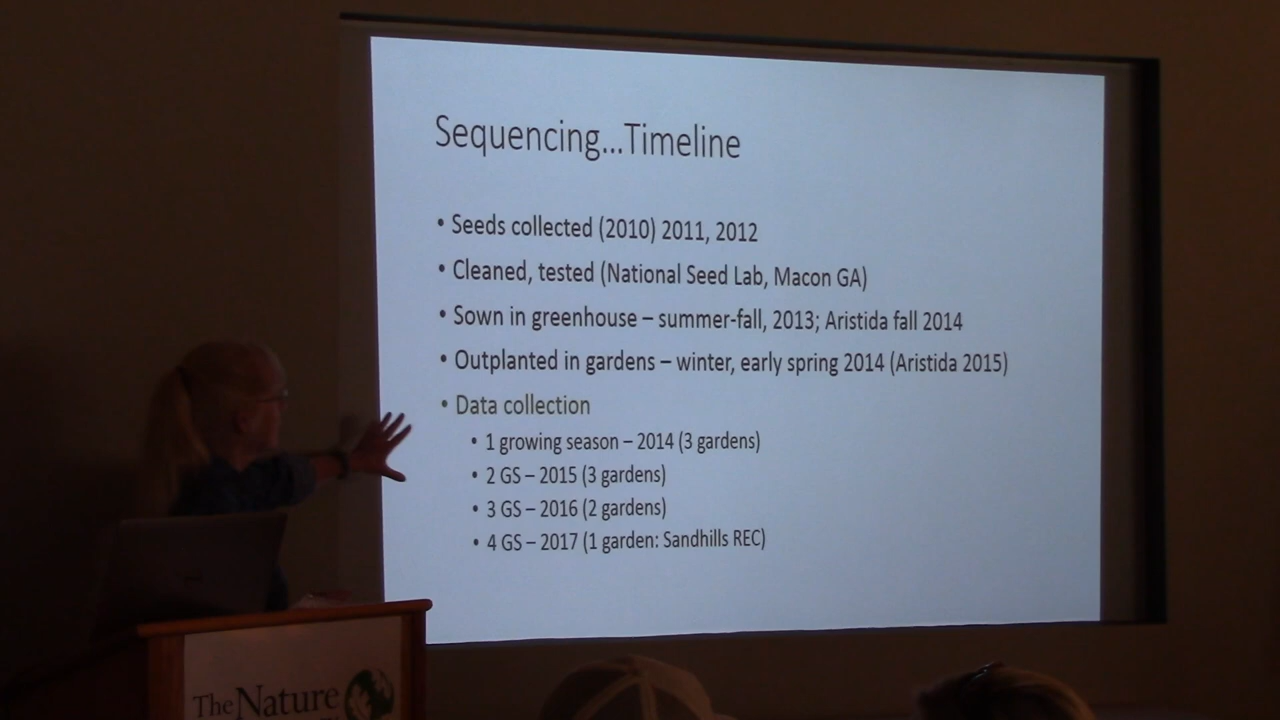 Sequencing...Timeline
• Seeds collected (2010) 2011, 2012
• Cleaned, tested (National Seed Lab, Macon GA)
• Sown in greenhouse – summer-fall, 2013; Aristida fall 2014
• Outplanted in gardens – winter, early spring 2014 (Aristida 2015)
• Data collection
• 1 growing season – 2014 (3 gardens)
• 2 GS – 2015 (3 gardens)
• 3 GS – 2016 (2 gardens)
• 4 GS – 2017 (1 garden: Sandhills REC)
The Nature